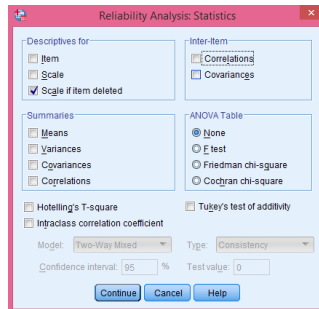 Reliability Analysis: Statistics
Descriptives for
Item
Scale
Scale if item deleted
Inter-Item
Correlations
Covariances
Summaries
Means
Variances
Covariances
Correlations
ANOVA Table
None
F test
Friedman chi-square
Cochran chi-square
Hotelling's T-square
Tukey's test of additivity
Intraclass correlation coefficient
Model: Two-Way Mixed Type: Consistency
Confidence interval: 95 % Test value: 0
Continue Cancel Help